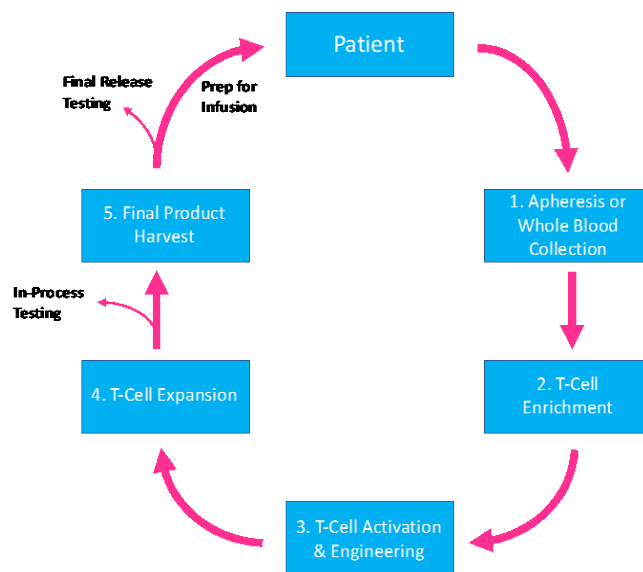 Patient
Final Release
Testing
Prep for
Infusion
1. Apheresis or
Whole Blood
Collection
5. Final Product
Harvest
In-Process
Testing
2. T-Cell
Enrichment
4. T-Cell Expansion
3. T-Cell Activation
& Engineering